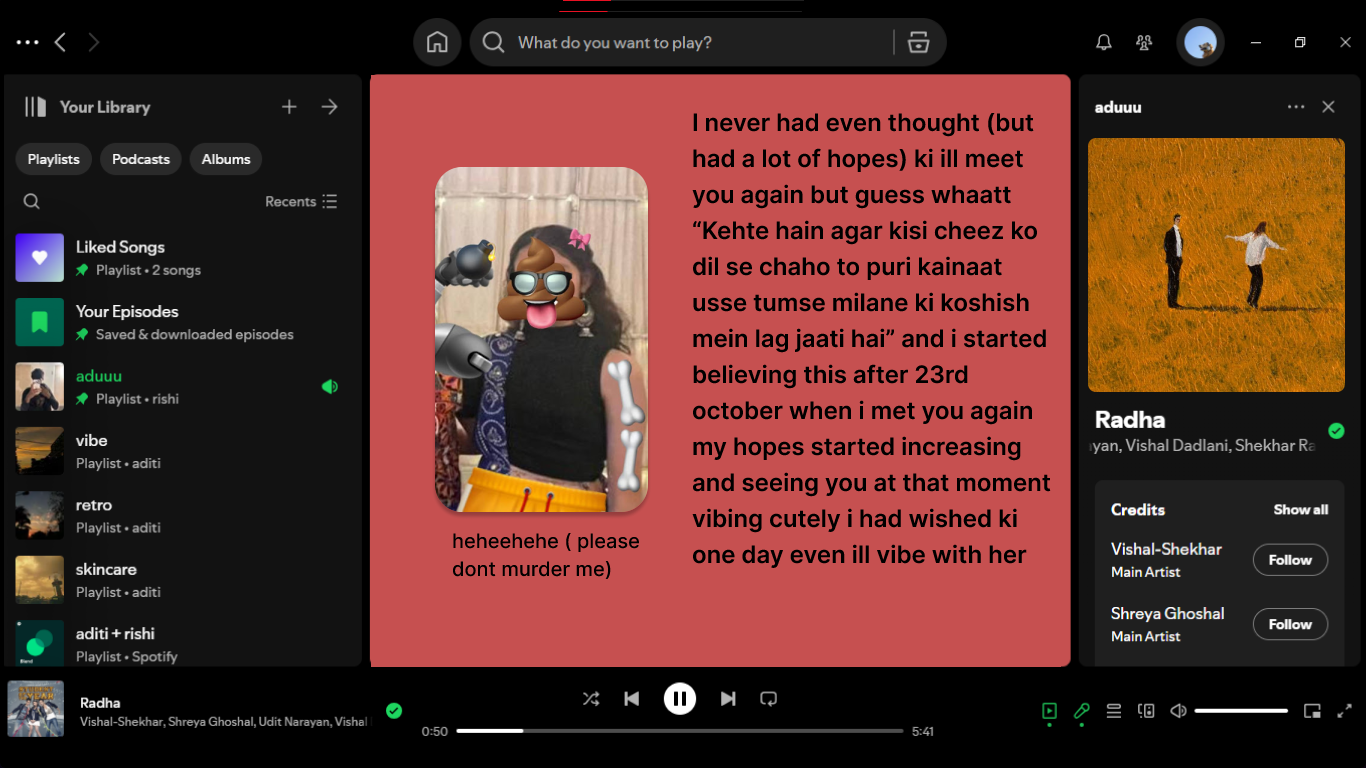 What do you want to play?
Your Library
Playlists
Podcasts
Albums
Recents
Liked Songs
Playlist • 2 songs
Your Episodes
Saved & downloaded episodes
aduuu
Playlist • rishi
vibe
Playlist • aditi
retro
Playlist • aditi
skincare
Playlist • aditi
aditi + rishi
Playlist • Spotify
heheehehe ( please
dont murder me)
I never had even thought (but
had a lot of hopes) ki ill meet
you again but guess whaatt
“Kehte hain agar kisi cheez ko
dil se chaho to puri kainaat
usse tumse milane ki koshish
mein lag jaati hai” and i started
believing this after 23rd
october when i met you again
my hopes started increasing
and seeing you at that moment
vibing cutely i had wished ki
one day even ill vibe with her
aduuu
Radha
yan, Vishal Dadlani, Shekhar Ra
Credits
Show all
Vishal-Shekhar
Main Artist
Follow
Shreya Ghoshal
Main Artist
Follow
Radha
Vishal-Shekhar, Shreya Ghoshal, Udit Narayan, Vishal
0:50
5:41